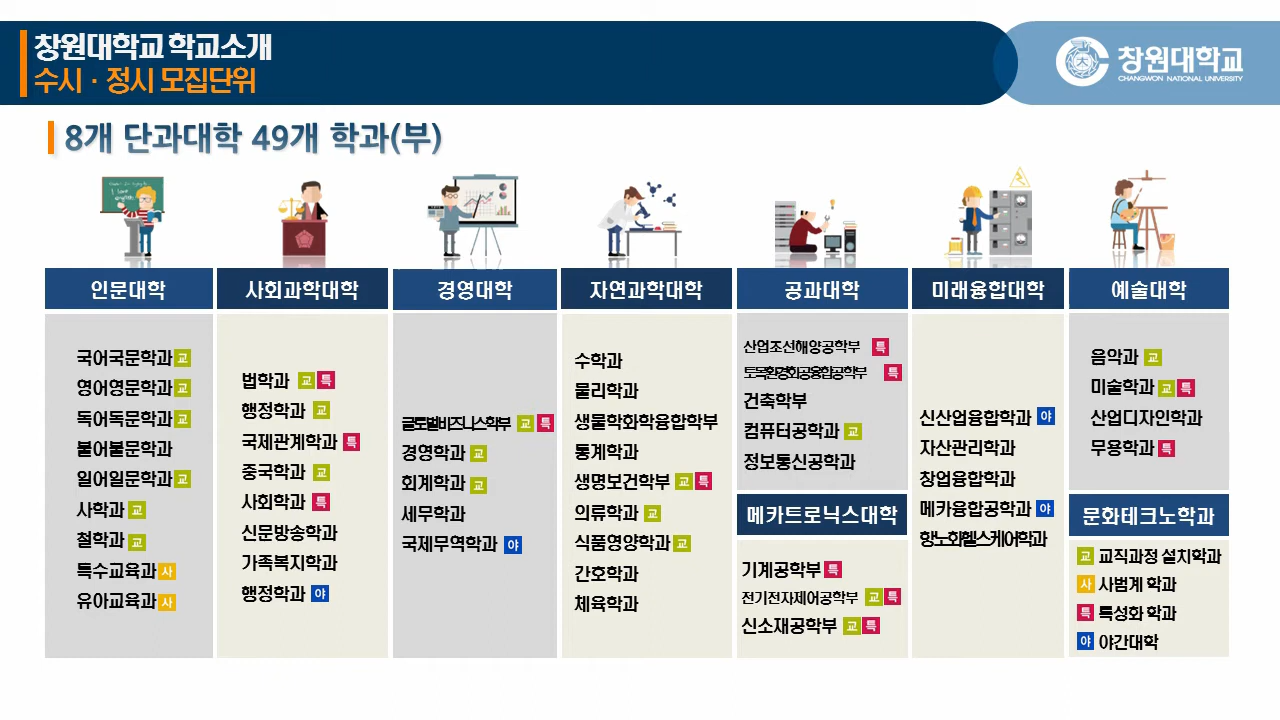 창원대학교 학교소개
수시 · 정시 모집단위
창원대학교
CHANGWON NATIONAL UNIVERSITY
8개 단과대학 49개 학과(부)
인문대학
국어국문학과 교
영어영문학과 교
독어독문학과 교
불어불문학과
일어일문학과 교
사학과 교
철학과 교
특수교육과 사
유아교육과 사
사회과학대학
법학과 교 특
행정학과 교
국제관계학과 특
중국학과 교
사회학과 특
신문방송학과
가족복지학과
행정학과 야
경영대학
글로벌비즈니스학부 교 특
경영학과 교
회계학과 교
세무학과
국제무역학과 야
자연과학대학
수학과
물리학과
생물학화학융합학부
통계학과
생명보건학부 교 특
의류학과 교
식품영양학과 교
간호학과
체육학과
공과대학
산업조선해양공학부 특
토목환경화공융합공학부 특
건축학부
컴퓨터공학과 교
정보통신공학과
메카트로닉스대학
기계공학부 특
전기전자제어공학부 교 특
신소재공학부 교 특
미래융합대학
신산업융합학과 야
자산관리학과
창업융합학과
메카융합공학과 야
항노화헬스케어학과
예술대학
음악과 교
미술학과 교 특
산업디자인학과
무용학과 특
문화테크노학과
교 교직과정 설치학과
사 사범계 학과
특 특성화 학과
야 야간대학